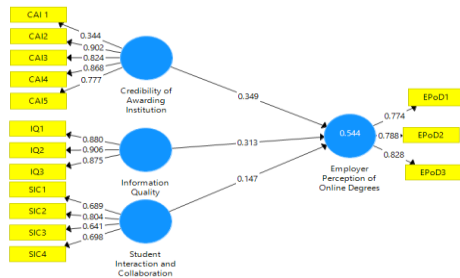 CAI 1
CAI2
CAI3
CAI4
CAI5
0.344
0.902
0.824
0.868
0.777
Credibility of
Awarding
Institution
0.349
IQ1
IQ2
IQ3
0.880
0.906
0.875
Information
Quality
0.313
SIC1
SIC2
SIC3
SIC4
0.689
0.804
0.641
0.698
Student
Interaction and
Collaboration
0.147
0.544
Employer
Perception of
Online Degrees
0.774
0.788
0.828
EPoD1
EPoD2
EPoD3